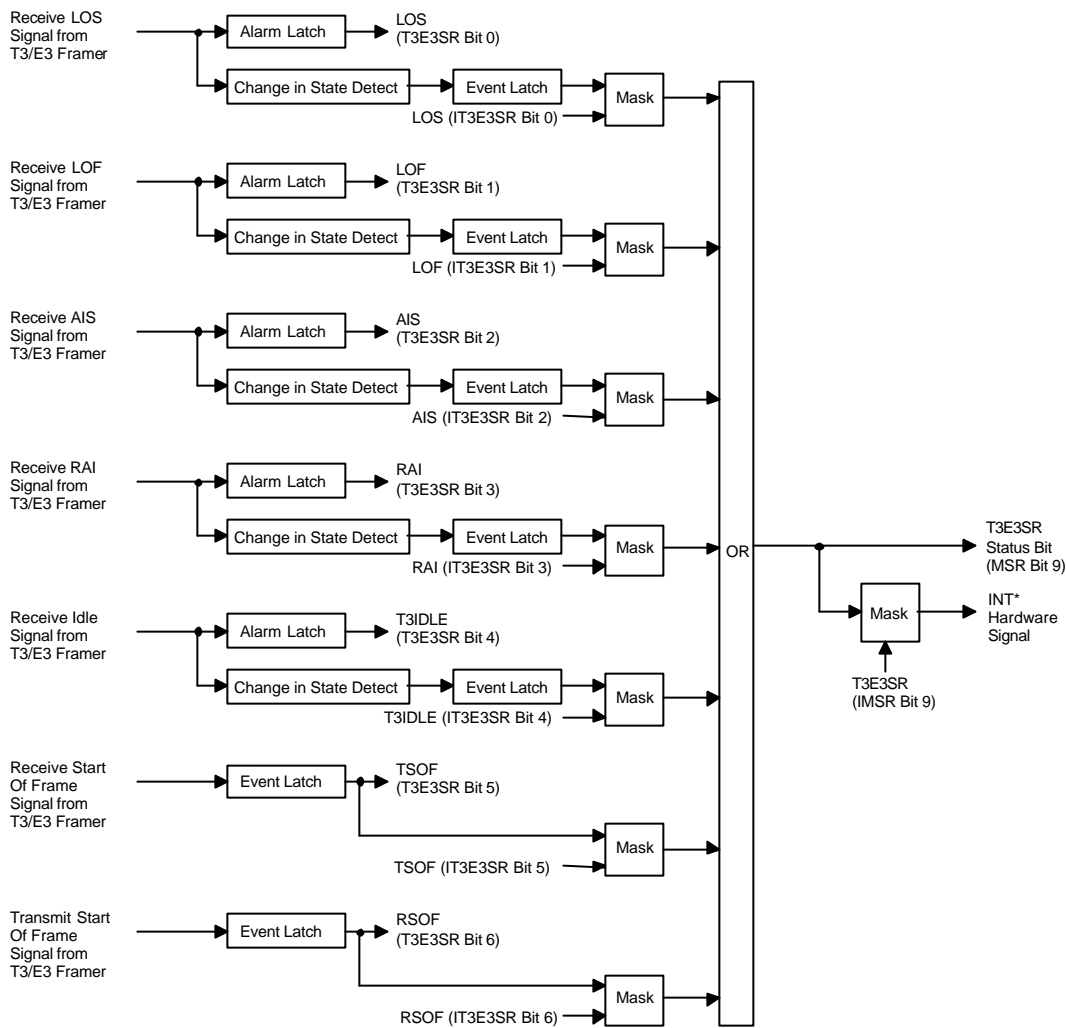 Receive LOS
Signal from
T3/E3 Framer
Alarm Latch
LOS
(T3E3SR Bit 0)
Change in State Detect
Event Latch
Mask
LOS (IT3E3SR Bit 0)
Receive LOF
Signal from
T3/E3 Framer
Alarm Latch
LOF
(T3E3SR Bit 1)
Change in State Detect
Event Latch
Mask
LOF (IT3E3SR Bit 1)
Receive AIS
Signal from
T3/E3 Framer
Alarm Latch
AIS
(T3E3SR Bit 2)
Change in State Detect
Event Latch
Mask
AIS (IT3E3SR Bit 2)
Receive RAI
Signal from
T3/E3 Framer
Alarm Latch
RAI
(T3E3SR Bit 3)
Change in State Detect
Event Latch
Mask
RAI (IT3E3SR Bit 3)
OR
T3E3SR
Status Bit
(MSR Bit 9)
Mask
INT*
Hardware
Signal
T3E3SR
(IMSR Bit 9)
Receive Idle
Signal from
T3/E3 Framer
Alarm Latch
T3IDLE
(T3E3SR Bit 4)
Change in State Detect
Event Latch
Mask
T3IDLE (IT3E3SR Bit 4)
Receive Start
Of Frame
Signal from
T3/E3 Framer
Event Latch
TSOF
(T3E3SR Bit 5)
Mask
TSOF (IT3E3SR Bit 5)
Transmit Start
Of Frame
Signal from
T3/E3 Framer
Event Latch
RSOF
(T3E3SR Bit 6)
Mask
RSOF (IT3E3SR Bit 6)